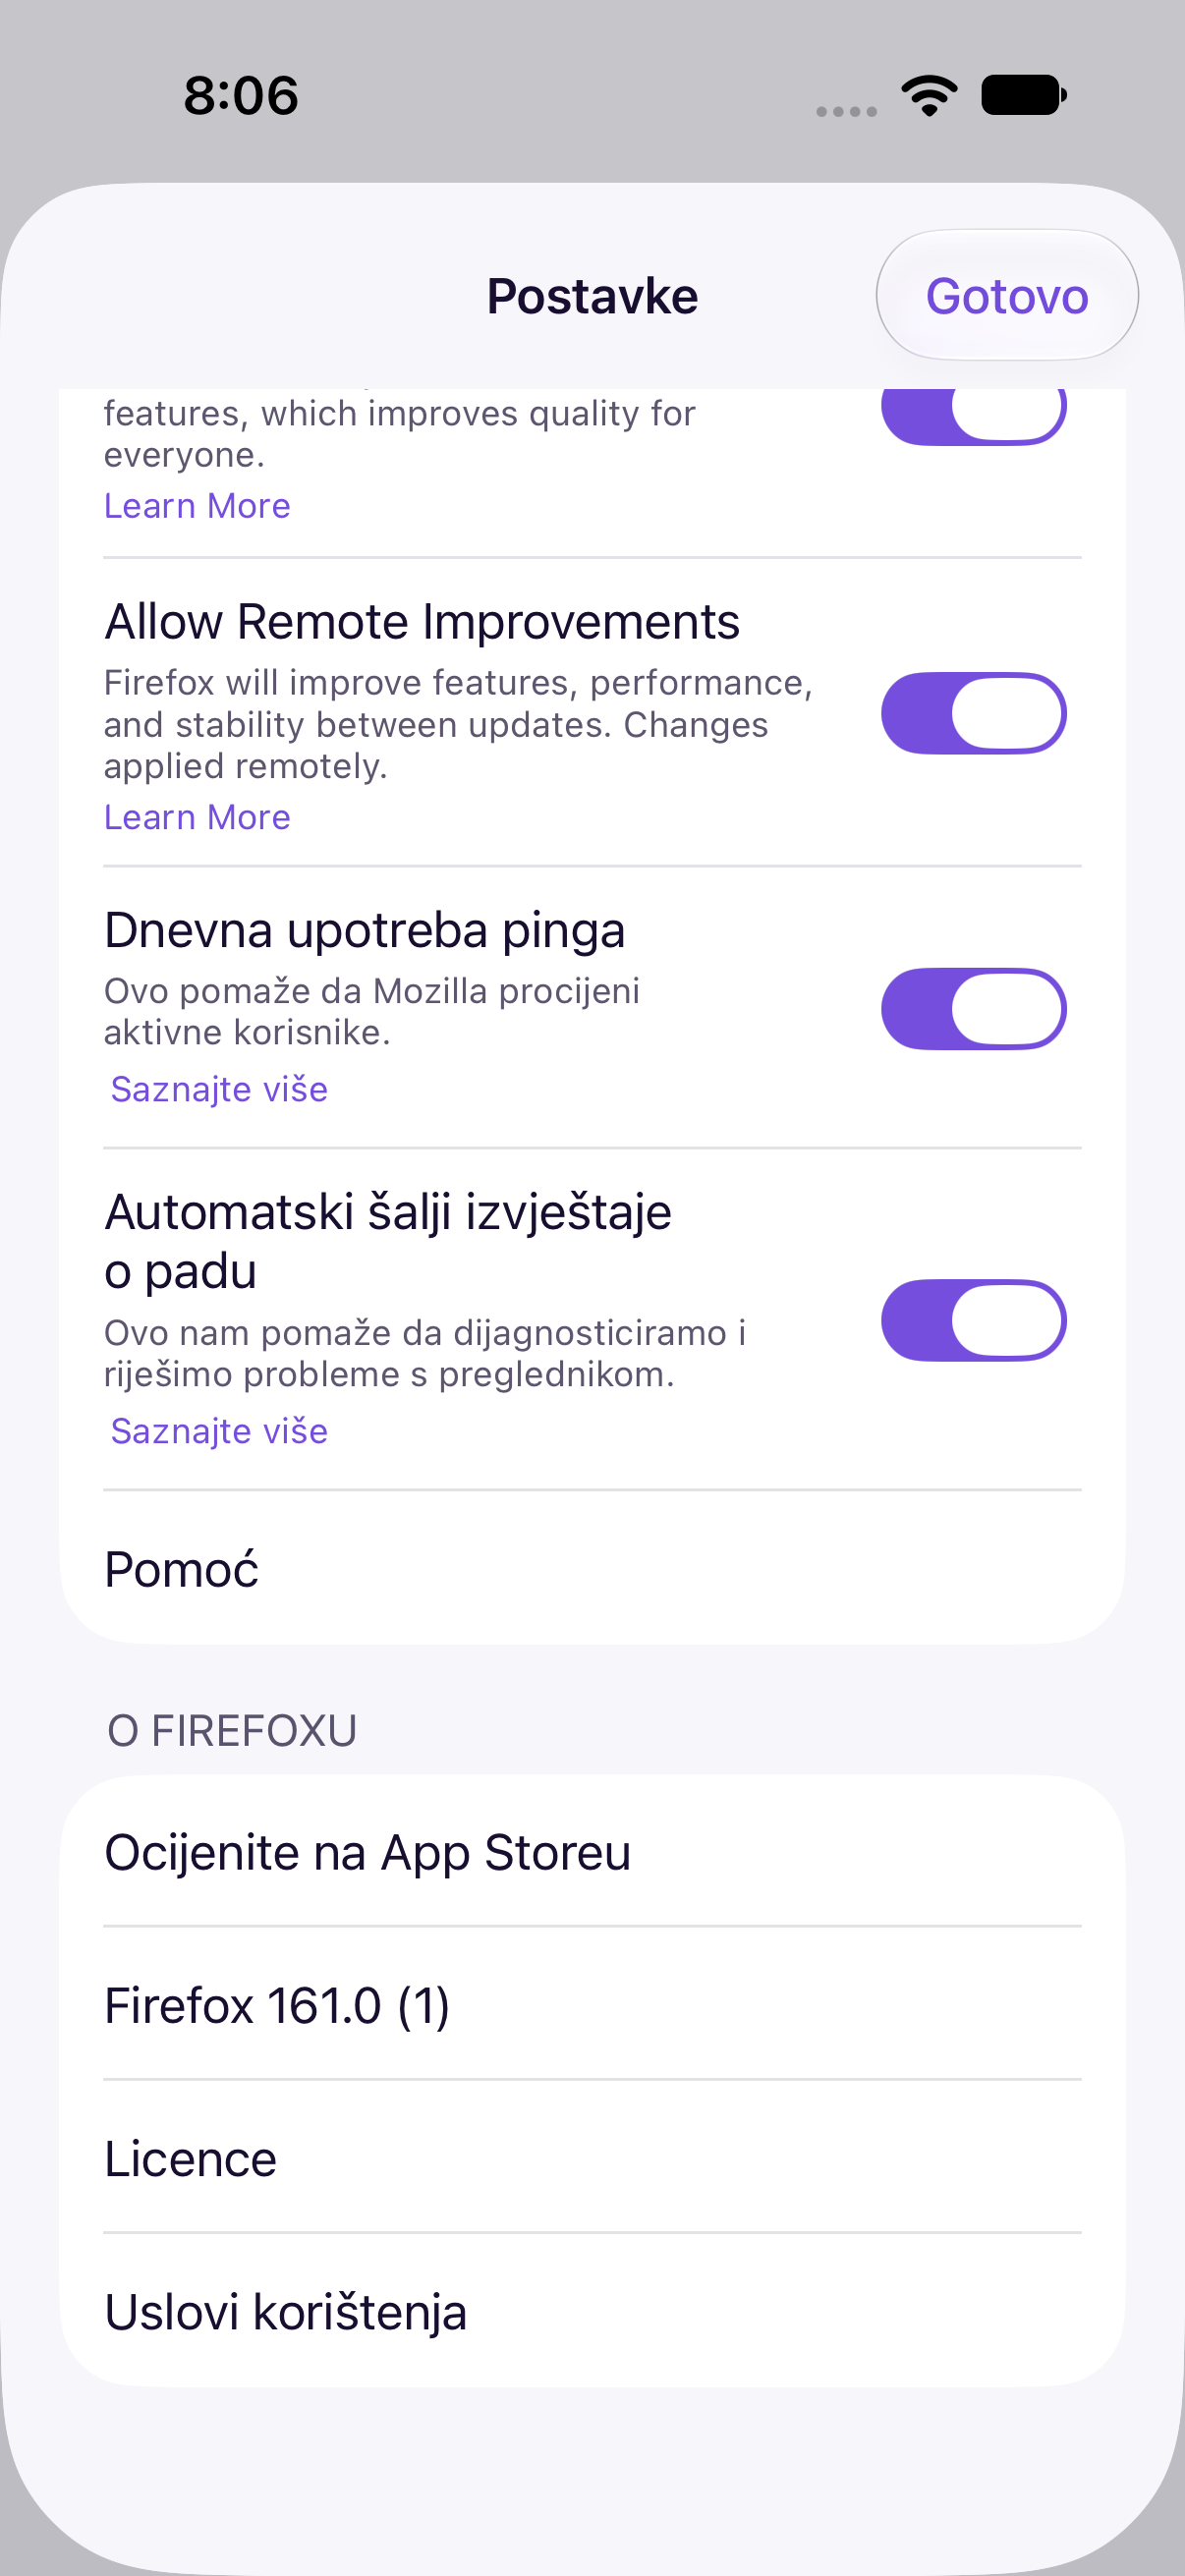 8:06
Postavke
Gotovo
features, which improves quality for
everyone.
Learn More
Allow Remote Improvements
Firefox will improve features, performance,
and stability between updates. Changes
applied remotely.
Learn More
Dnevna upotreba pinga
Ovo pomaže da Mozilla procijeni
aktivne korisnike.
Saznajte više
Automatski šalji izvještaje
o padu
Ovo nam pomaže da dijagnosticiramo i
riješimo probleme s preglednikom.
Saznajte više
Pomoć
O FIREFOXU
Ocijenite na App Storeu
Firefox 161.0 (1)
Licence
Uslovi korištenja